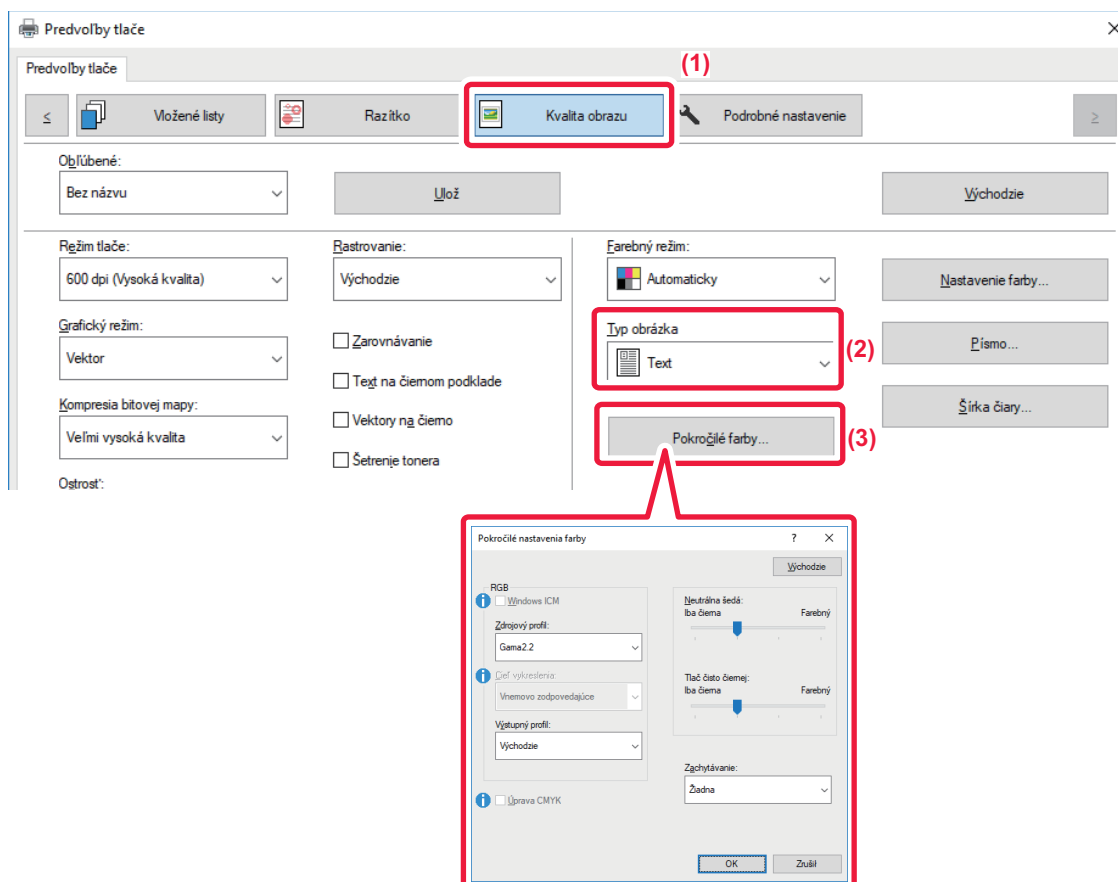 Predvoľby tlače
Predvoľby tlače
(1)
<
Vložené listy
Razítko
Kvalita obrazu
Podrobné nastavenie
>
Obľúbené:
Bez názvu
Ulož
Východzie
Režim tlače:
600 dpi (Vysoká kvalita)
Rastrovanie:
Východzie
Farebný režim:
Automaticky
Nastavenie farby...
Grafický režim:
Vektor
Zarovnávanie
Typ obrázka
Text
(2)
Písmo...
Text na čiernom podklade
Kompresia bitovej mapy:
Veľmi vysoká kvalita
Vektory na čierno
Pokročilé farby...
(3)
Šírka čiary...
Šetrenie tonera
Ostrosť:
Pokročilé nastavenia farby
?
Východzie
RGB
Windows ICM
Zdrojový profil:
Gama2.2
Cieľ vykreslenia:
Vnemovo zodpovedajúce
Výstupný profil:
Východzie
Úprava CMYK
Neutrálna šedá:
Iba čierna Farebný
Tlač čisto čiernej:
Iba čierna Farebný
Zachytávanie:
Žiadna
OK
Zrušiť